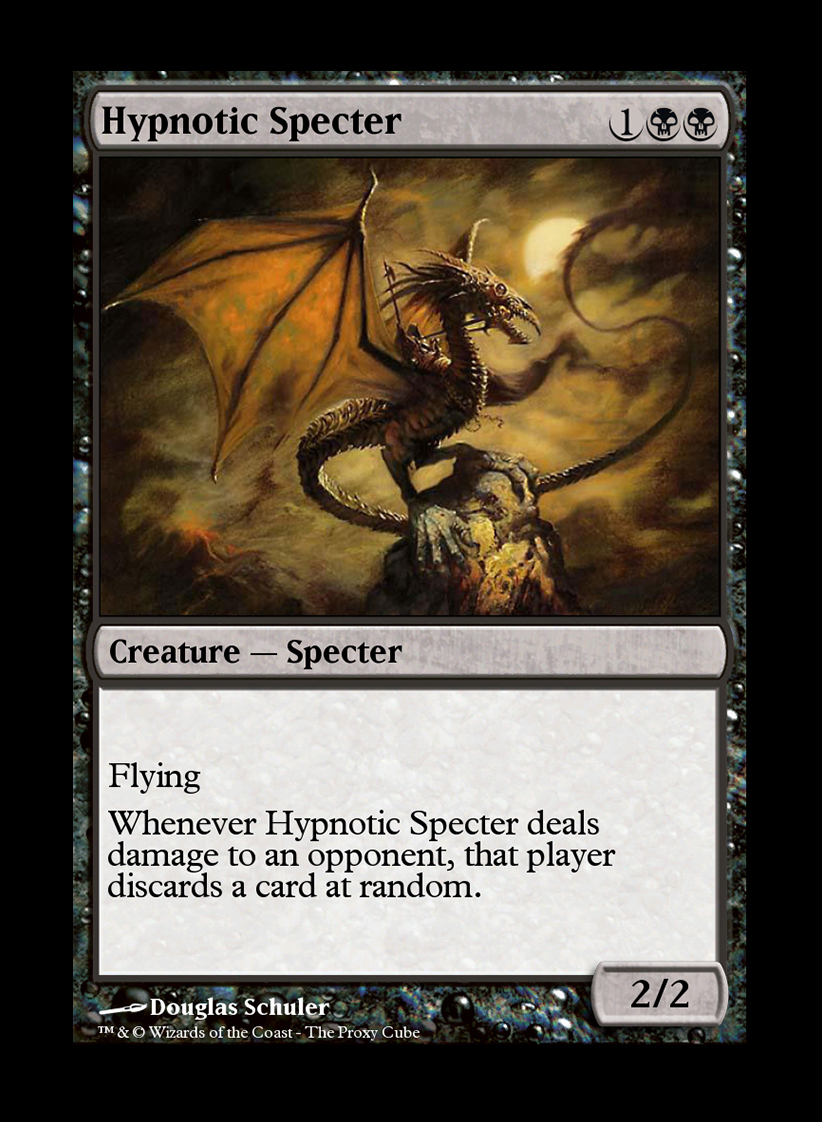 Hypnotic Specter 1
Creature — Specter
Flying
Whenever Hypnotic Specter deals
damage to an opponent, that player
discards a card at random.
2/2
Douglas Schuler
™ & © Wizards of the Coast - The Proxy Cube